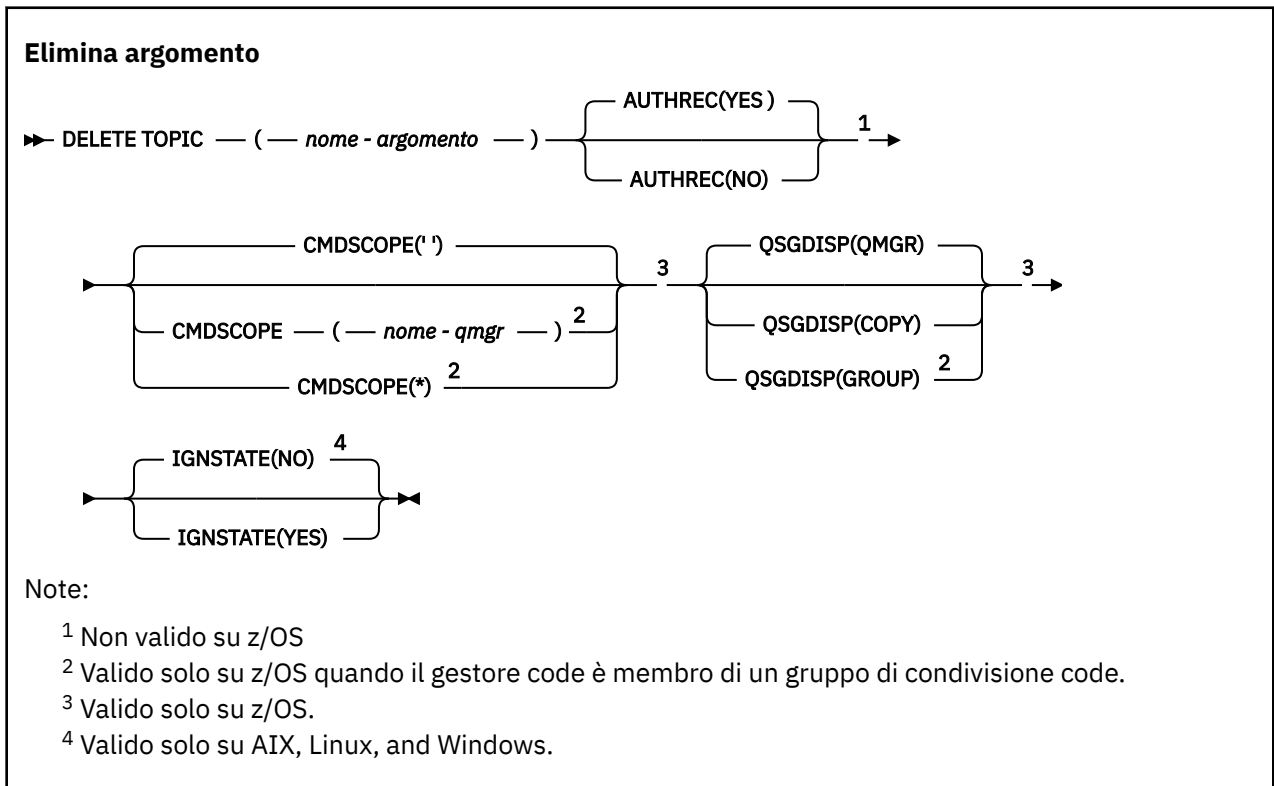 Elimina argomento
AUTHREC(YES )
DELETE TOPIC ( nome - argomento ) 1
AUTHREC(NO)
CMDSCOPE(' ') QSGDISP(QMGR)
3 3
CMDSCOPE ( nome - qmgr ) 2 QSGDISP(COPY)
CMDSCOPE(*) 2 QSGDISP(GROUP) 2
IGNSTATE(NO) 4
IGNSTATE(YES)
Note:
1 Non valido su z/OS
2 Valido solo su z/OS quando il gestore code è membro di un gruppo di condivisione code.
3 Valido solo su z/OS.
4 Valido solo su AIX, Linux, and Windows.